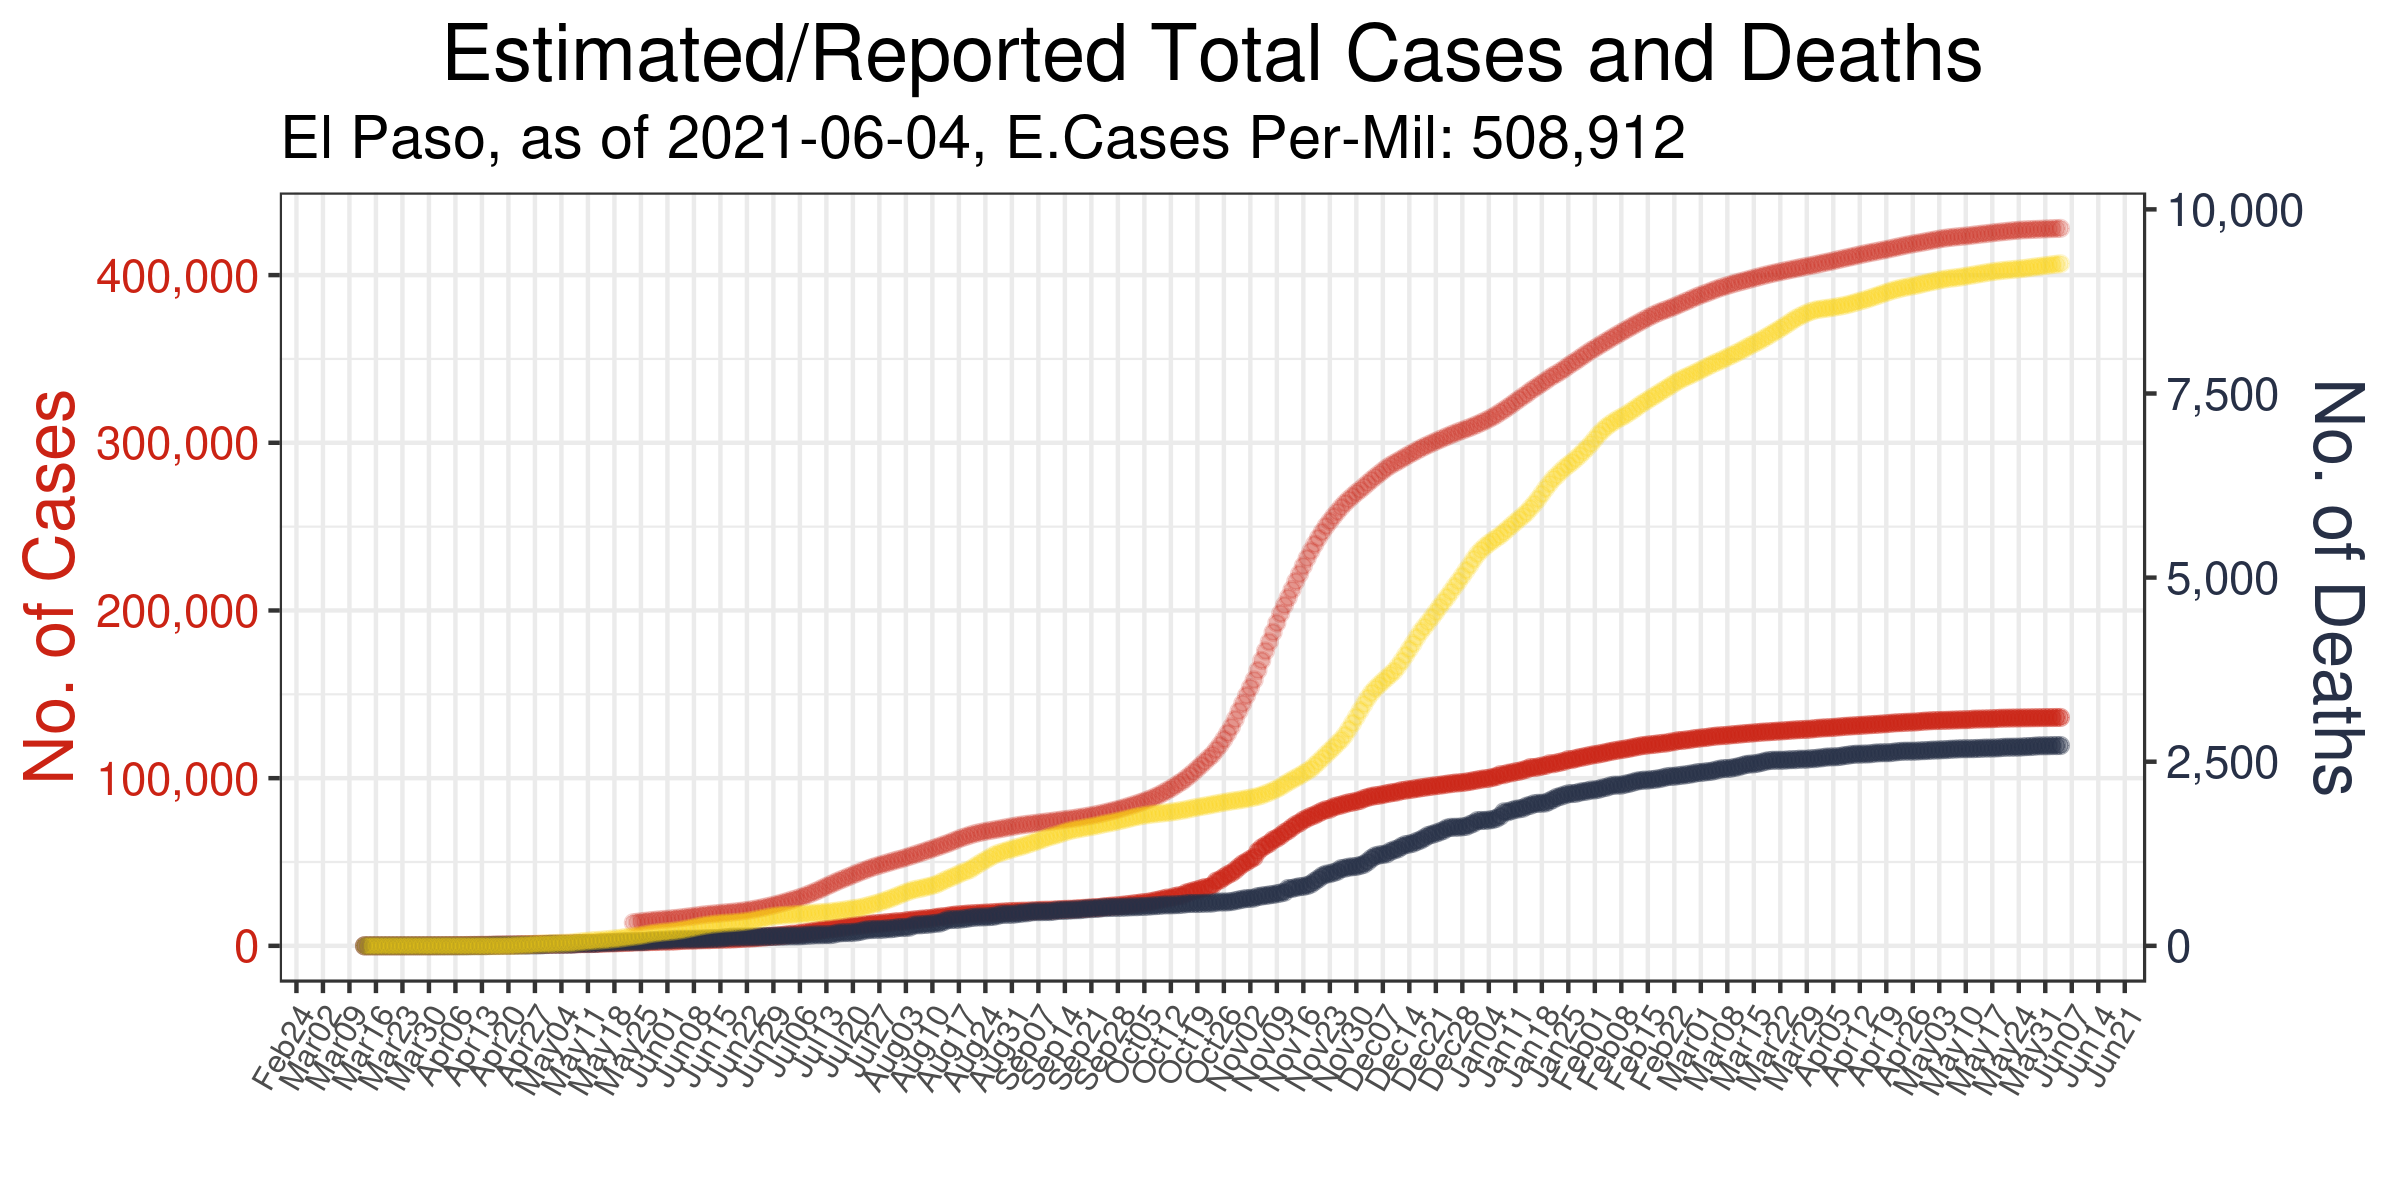 Estimated/Reported Total Cases and Deaths
El Paso, as of 2021-06-04, E.Cases Per-Mil: 508,912
No. of Cases
400,000
300,000
200,000
100,000
0
10,000
7,500
5,000
2,500
0
No. of Deaths
Feb24
Mar02
Mar09
Mar16
Mar23
Mar30
Apr06
Apr13
Apr20
Apr27
May04
May11
May18
May25
Jun01
Jun08
Jun15
Jun22
Jun29
Jul06
Jul13
Jul20
Jul27
Aug03
Aug10
Aug17
Aug24
Aug31
Sep07
Sep14
Sep21
Sep28
Oct05
Oct12
Oct19
Oct26
Nov02
Nov09
Nov16
Nov23
Nov30
Dec07
Dec14
Dec21
Dec28
Jan04
Jan11
Jan18
Jan25
Feb01
Feb08
Feb15
Feb22
Mar01
Mar08
Mar15
Mar22
Mar29
Apr05
Apr12
Apr19
Apr26
May03
May10
May17
May24
May31
Jun07
Jun14
Jun21